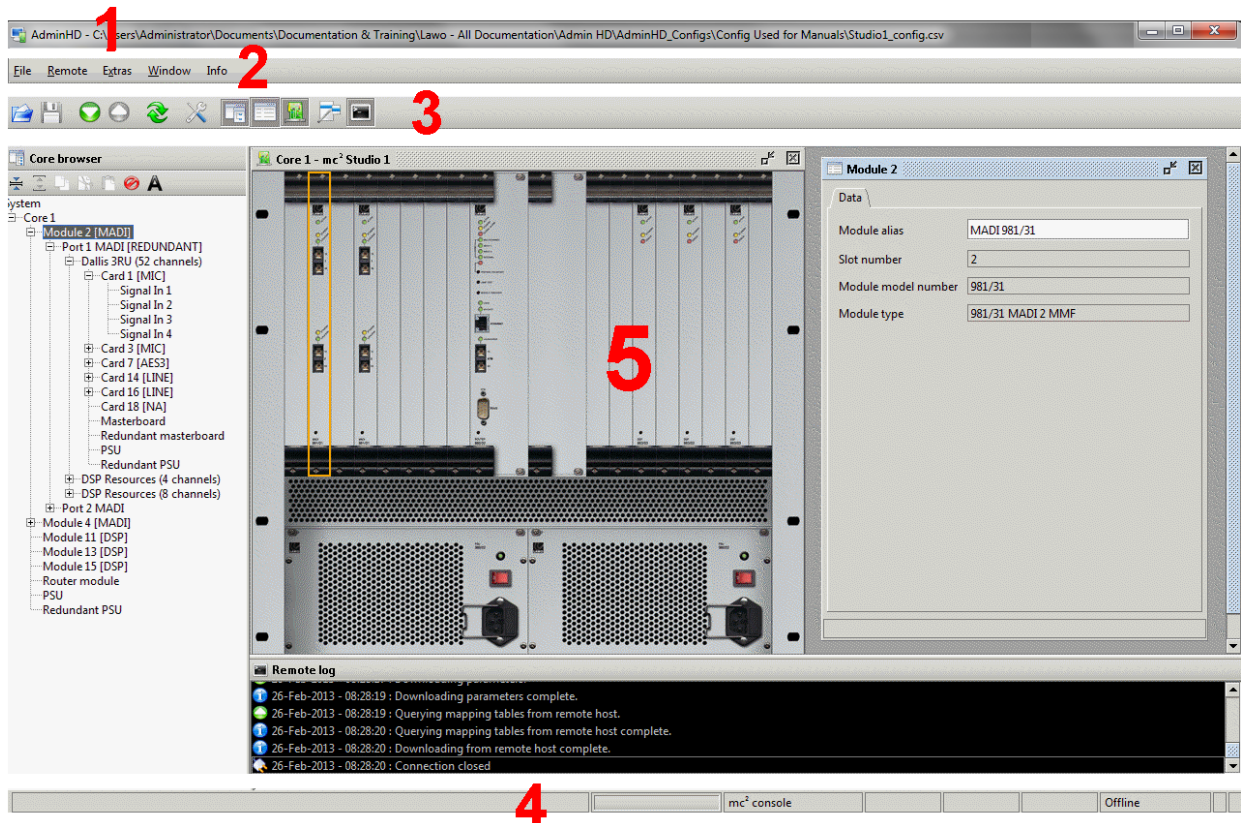 1
AdminHD - C:\Users\Administrator\Documents\Documentation & Training\Lawo - All Documentation\Admin HD\AdminHD_Configs\Config Used for Manuals\Studio1_config.csv
File Remote Extras Window Info
2
3
Core browser
A
System
Core 1
Module 2 [MADI]
Port 1 MADI [REDUNDANT]
Dallis 3RU (52 channels)
Card 1 [MIC]
Signal In 1
Signal In 2
Signal In 3
Signal In 4
Card 3 [MIC]
Card 7 [AES3]
Card 14 [LINE]
Card 16 [LINE]
Card 18 [NA]
Masterboard
Redundant masterboard
PSU
Redundant PSU
DSP Resources (4 channels)
DSP Resources (8 channels)
Port 2 MADI
Module 4 [MADI]
Module 11 [DSP]
Module 13 [DSP]
Module 15 [DSP]
Router module
PSU
Redundant PSU
Core 1 - mc² Studio 1
5
Module 2
Data
Module alias MADI 981/31
Slot number 2
Module model number 981/31
Module type 981/31 MADI 2 MMF
Remote log
26-Feb-2013 - 08:28:19 : Downloading parameters complete.
26-Feb-2013 - 08:28:19 : Querying mapping tables from remote host.
26-Feb-2013 - 08:28:20 : Querying mapping tables from remote host complete.
26-Feb-2013 - 08:28:20 : Downloading from remote host complete.
26-Feb-2013 - 08:28:20 : Connection closed
4
mc² console
Offline